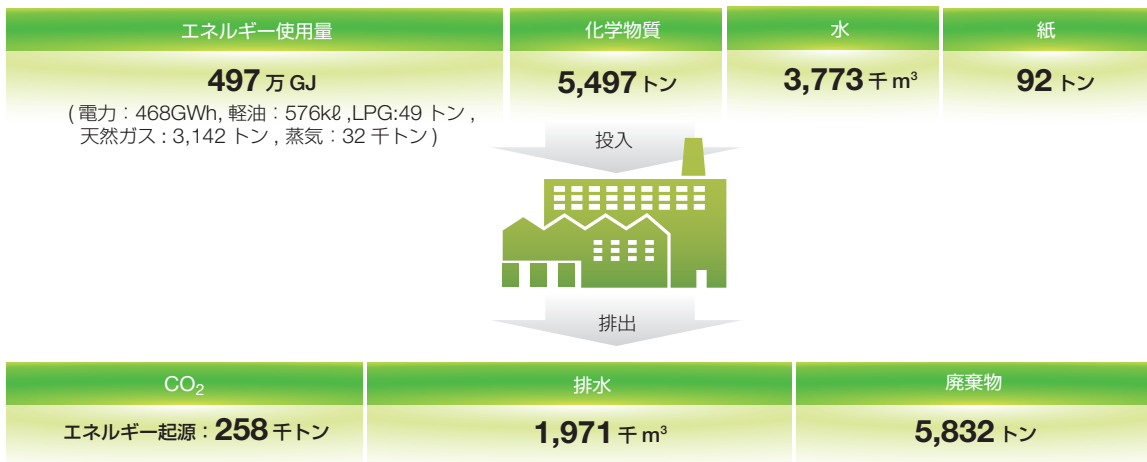 エネルギー使用量
化学物質
水
紙
497 万 GJ
( 電力：468GWh, 軽油：576kℓ ,LPG:49 トン ,
天然ガス : 3,142 トン , 蒸気：32 千トン )
5,497 トン
3,773 千 m³
92 トン
投入
排出
CO₂
排水
廃棄物
エネルギー起源：258 千トン
1,971 千 m³
5,832 トン